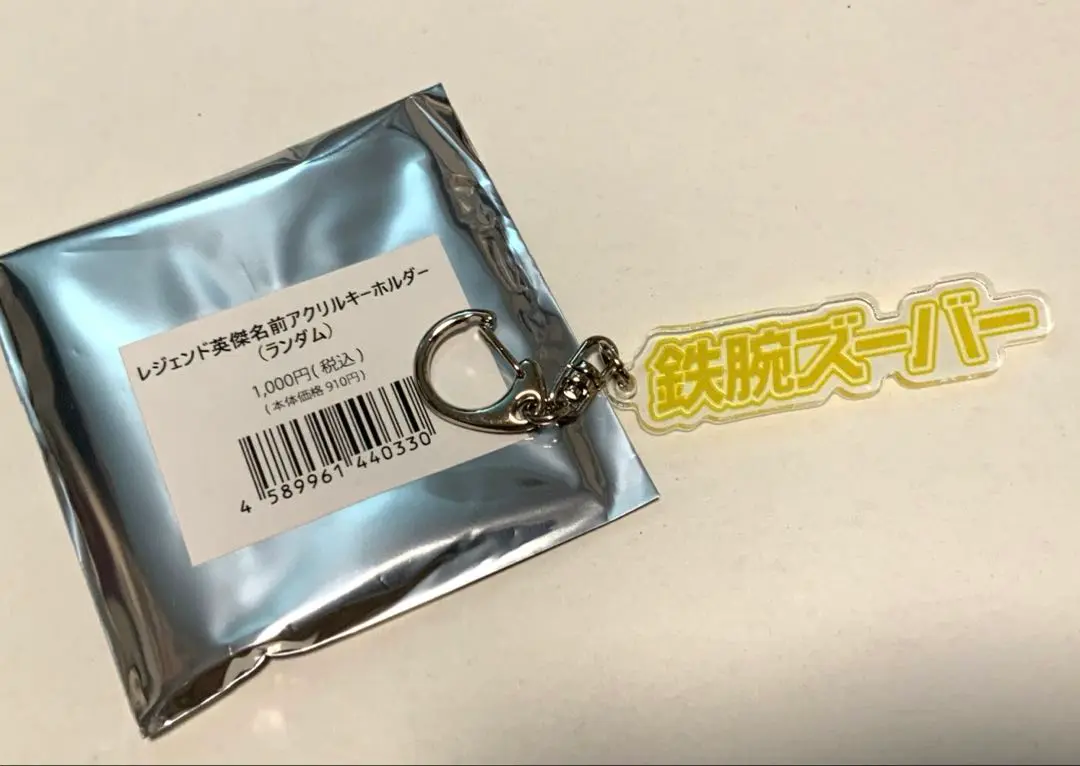 レジェンド英傑名前アクリルキーホルダー
(ランダム)
1,000円(税込)
(本体価格910円)
4 589961 440330
鉄腕ズーバー